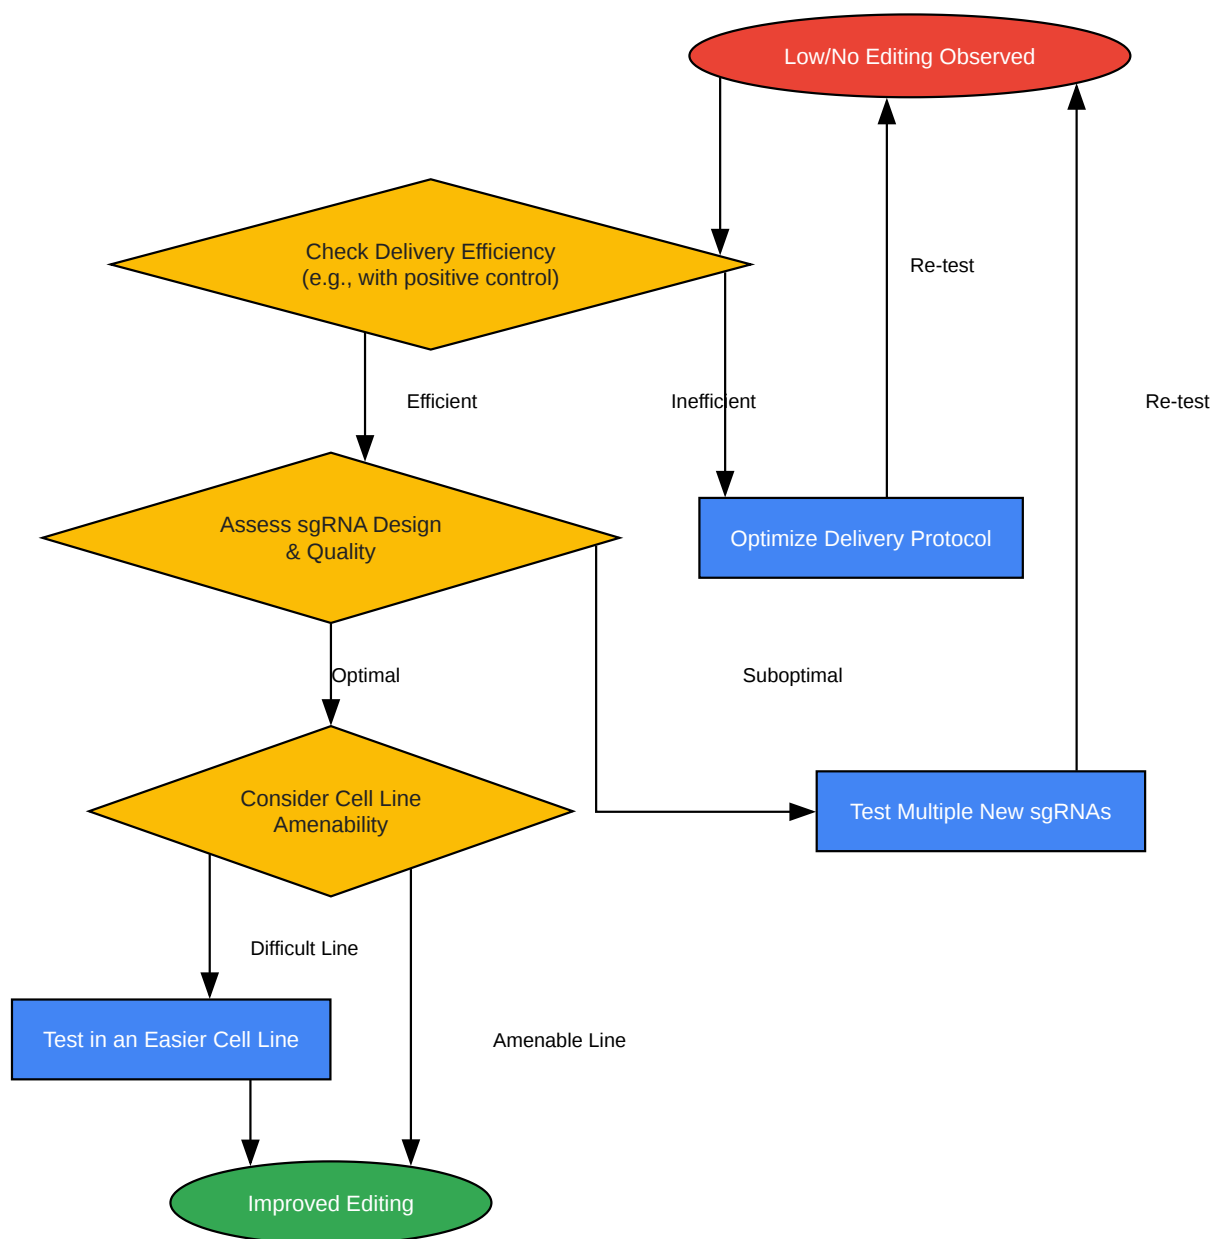 Low/No Editing Observed
Check Delivery Efficiency
(e.g., with positive control)
Re-test
Efficient
Inefficient
Re-test
Assess sgRNA Design
& Quality
Optimize Delivery Protocol
Optimal
Suboptimal
Consider Cell Line
Amenability
Test Multiple New sgRNAs
Difficult Line
Test in an Easier Cell Line
Amenable Line
Improved Editing